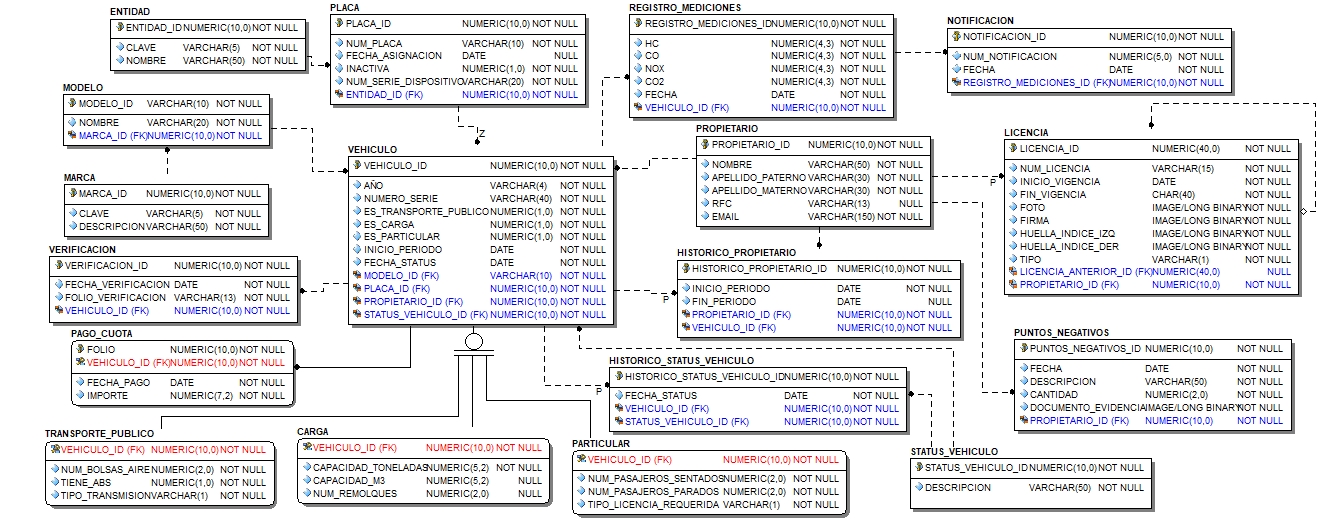 ENTIDAD
ENTIDAD_ID NUMERIC(10,0) NOT NULL
CLAVE VARCHAR(5) NOT NULL
NOMBRE VARCHAR(50) NOT NULL
PLACA
PLACA_ID NUMERIC(10,0) NOT NULL
NUM_PLACA VARCHAR(10) NOT NULL
FECHA_ASIGNACION DATE NULL
INACTIVA NUMERIC(1,0) NOT NULL
NUM_SERIE_DISPOSITIVO VARCHAR(20) NOT NULL
ENTIDAD_ID (FK) NUMERIC(10,0) NOT NULL
REGISTRO_MEDICIONES
REGISTRO_MEDICIONES_ID NUMERIC(10,0) NOT NULL
HC NUMERIC(4,3) NOT NULL
CO NUMERIC(4,3) NOT NULL
NOX NUMERIC(4,3) NOT NULL
CO2 NUMERIC(4,3) NOT NULL
FECHA DATE NOT NULL
VEHICULO_ID (FK) NUMERIC(10,0) NOT NULL
NOTIFICACION
NOTIFICACION_ID NUMERIC(10,0) NOT NULL
NUM_NOTIFICACION NUMERIC(5,0) NOT NULL
FECHA DATE NOT NULL
REGISTRO_MEDICIONES_ID (FK) NUMERIC(10,0) NOT NULL
MODELO
MODELO_ID VARCHAR(10) NOT NULL
NOMBRE VARCHAR(20) NOT NULL
MARCA_ID (FK) NUMERIC(10,0) NOT NULL
Z
VEHICULO
VEHICULO_ID NUMERIC(10,0) NOT NULL
AÑO VARCHAR(4) NOT NULL
NUMERO_SERIE VARCHAR(40) NOT NULL
ES_TRANSPORTE_PUBLICO NUMERIC(1,0) NOT NULL
ES_CARGA NUMERIC(1,0) NOT NULL
ES_PARTICULAR NUMERIC(1,0) NOT NULL
INICIO_PERIODO DATE NOT NULL
FECHA_STATUS DATE NOT NULL
MODELO_ID (FK) VARCHAR(10) NOT NULL
PLACA_ID (FK) NUMERIC(10,0) NOT NULL
PROPIETARIO_ID (FK) NUMERIC(10,0) NOT NULL
STATUS_VEHICULO_ID (FK) NUMERIC(10,0) NOT NULL
PROPIETARIO
PROPIETARIO_ID NUMERIC(10,0) NOT NULL
NOMBRE VARCHAR(50) NOT NULL
APELLIDO_PATERNO VARCHAR(30) NOT NULL
APELLIDO_MATERNO VARCHAR(30) NOT NULL
RFC VARCHAR(13) NULL
EMAIL VARCHAR(150) NOT NULL
P
LICENCIA
LICENCIA_ID NUMERIC(40,0) NOT NULL
NUM_LICENCIA VARCHAR(15) NOT NULL
INICIO_VIGENCIA DATE NOT NULL
FIN_VIGENCIA CHAR(40) NOT NULL
FOTO IMAGE/LONG BINARY NOT NULL
FIRMA IMAGE/LONG BINARY NOT NULL
HUELLA_INDICE_IZQ IMAGE/LONG BINARY NOT NULL
HUELLA_INDICE_DER IMAGE/LONG BINARY NOT NULL
TIPO VARCHAR(1) NOT NULL
LICENCIA_ANTERIOR_ID (FK) NUMERIC(40,0) NULL
PROPIETARIO_ID (FK) NUMERIC(10,0) NOT NULL
MARCA
MARCA_ID NUMERIC(10,0) NOT NULL
CLAVE VARCHAR(5) NOT NULL
DESCRIPCION VARCHAR(50) NOT NULL
VERIFICACION
VERIFICACION_ID NUMERIC(10,0) NOT NULL
FECHA_VERIFICACION DATE NOT NULL
FOLIO_VERIFICACION VARCHAR(13) NOT NULL
VEHICULO_ID (FK) NUMERIC(10,0) NOT NULL
P
HISTORICO_PROPIETARIO
HISTORICO_PROPIETARIO_ID NUMERIC(10,0) NOT NULL
INICIO_PERIODO DATE NOT NULL
FIN_PERIODO DATE NULL
PROPIETARIO_ID (FK) NUMERIC(10,0) NOT NULL
VEHICULO_ID (FK) NUMERIC(10,0) NOT NULL
PAGO_CUOTA
FOLIO NUMERIC(10,0) NOT NULL
VEHICULO_ID (FK) NUMERIC(10,0) NOT NULL
FECHA_PAGO DATE NOT NULL
IMPORTE NUMERIC(7,2) NOT NULL
P
HISTORICO_STATUS_VEHICULO
HISTORICO_STATUS_VEHICULO_ID NUMERIC(10,0) NOT NULL
FECHA_STATUS DATE NOT NULL
VEHICULO_ID (FK) NUMERIC(10,0) NOT NULL
STATUS_VEHICULO_ID (FK) NUMERIC(10,0) NOT NULL
PUNTOS_NEGATIVOS
PUNTOS_NEGATIVOS_ID NUMERIC(10,0) NOT NULL
FECHA DATE NOT NULL
DESCRIPCION VARCHAR(50) NOT NULL
CANTIDAD NUMERIC(2,0) NOT NULL
DOCUMENTO_EVIDENCIA IMAGE/LONG BINARY NOT NULL
PROPIETARIO_ID (FK) NUMERIC(10,0) NOT NULL
TRANSPORTE_PUBLICO
VEHICULO_ID (FK) NUMERIC(10,0) NOT NULL
NUM_BOLSAS_AIRE NUMERIC(2,0) NOT NULL
TIENE_ABS NUMERIC(1,0) NOT NULL
TIPO_TRANSMISION VARCHAR(1) NOT NULL
CARGA
VEHICULO_ID (FK) NUMERIC(10,0) NOT NULL
CAPACIDAD_TONELADAS NUMERIC(5,2) NOT NULL
CAPACIDAD_M3 NUMERIC(5,2) NULL
NUM_REMOLQUES NUMERIC(2,0) NULL
PARTICULAR
VEHICULO_ID (FK) NUMERIC(10,0) NOT NULL
NUM_PASAJEROS_SENTADOS NUMERIC(2,0) NOT NULL
NUM_PASAJEROS_PARADOS NUMERIC(2,0) NOT NULL
TIPO_LICENCIA_REQUERIDA VARCHAR(1) NOT NULL
STATUS_VEHICULO
STATUS_VEHICULO_ID NUMERIC(10,0) NOT NULL
DESCRIPCION VARCHAR(50) NOT NULL